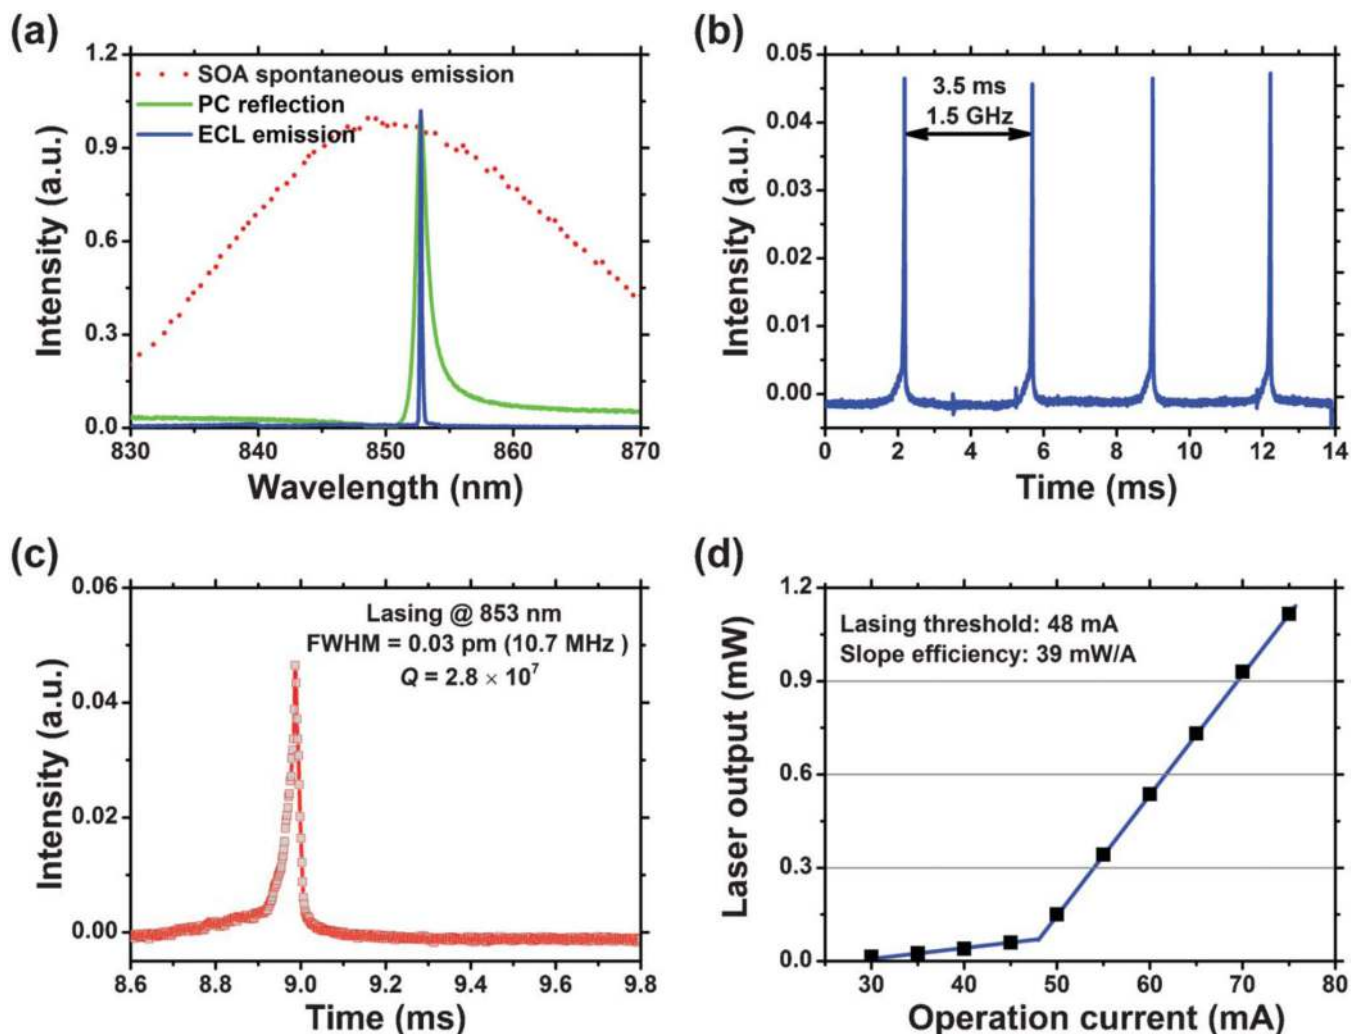 (a)
1.2
SOA spontaneous emission
PC reflection
ECL emission
0.9
0.6
0.3
0.0
830 840 850 860 870
Intensity (a.u.)
Wavelength (nm)
(b)
0.05
0.04
0.03
0.02
0.01
0.00
3.5 ms
1.5 GHz
0 2 4 6 8 10 12 14
Intensity (a.u.)
Time (ms)
(c)
0.06
0.04
0.02
0.00
Lasing @ 853 nm
FWHM = 0.03 pm (10.7 MHz )
Q = 2.8 × 10⁷
8.6 8.8 9.0 9.2 9.4 9.6 9.8
Intensity (a.u.)
Time (ms)
(d)
1.2
0.9
0.6
0.3
0.0
Lasing threshold: 48 mA
Slope efficiency: 39 mW/A
30 40 50 60 70 80
Laser output (mW)
Operation current (mA)